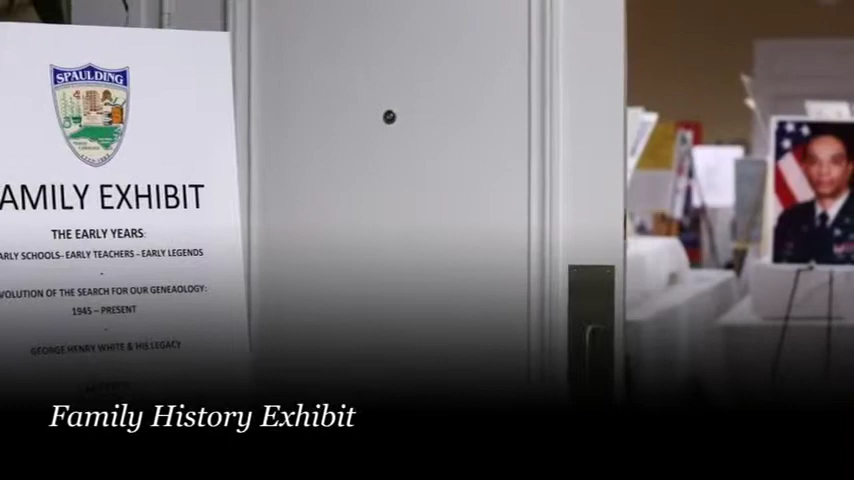 SPAULDING
AMILY EXHIBIT
THE EARLY YEARS:
ARLY SCHOOLS- EARLY TEACHERS – EARLY LEGENDS
-
VOLUTION OF THE SEARCH FOR OUR GENEAOLOGY:
1945 – PRESENT
-
GEORGE HENRY WHITE & HIS LEGACY
Family History Exhibit